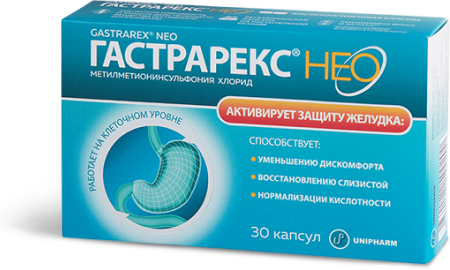 GASTRAREX® NEO
ГАСТРАРЕКС® НЕО
МЕТИЛМЕТИОНИНСУЛЬФОНИЯ ХЛОРИД
АКТИВИРУЕТ ЗАЩИТУ ЖЕЛУДКА:
РАБОТАЕТ НА КЛЕТОЧНОМ УРОВНЕ
СПОСОБСТВУЕТ:
• УМЕНЬШЕНИЮ ДИСКОМФОРТА
• ВОССТАНОВЛЕНИЮ СЛИЗИСТОЙ
• НОРМАЛИЗАЦИИ КИСЛОТНОСТИ
30 капсул
UNIPHARM